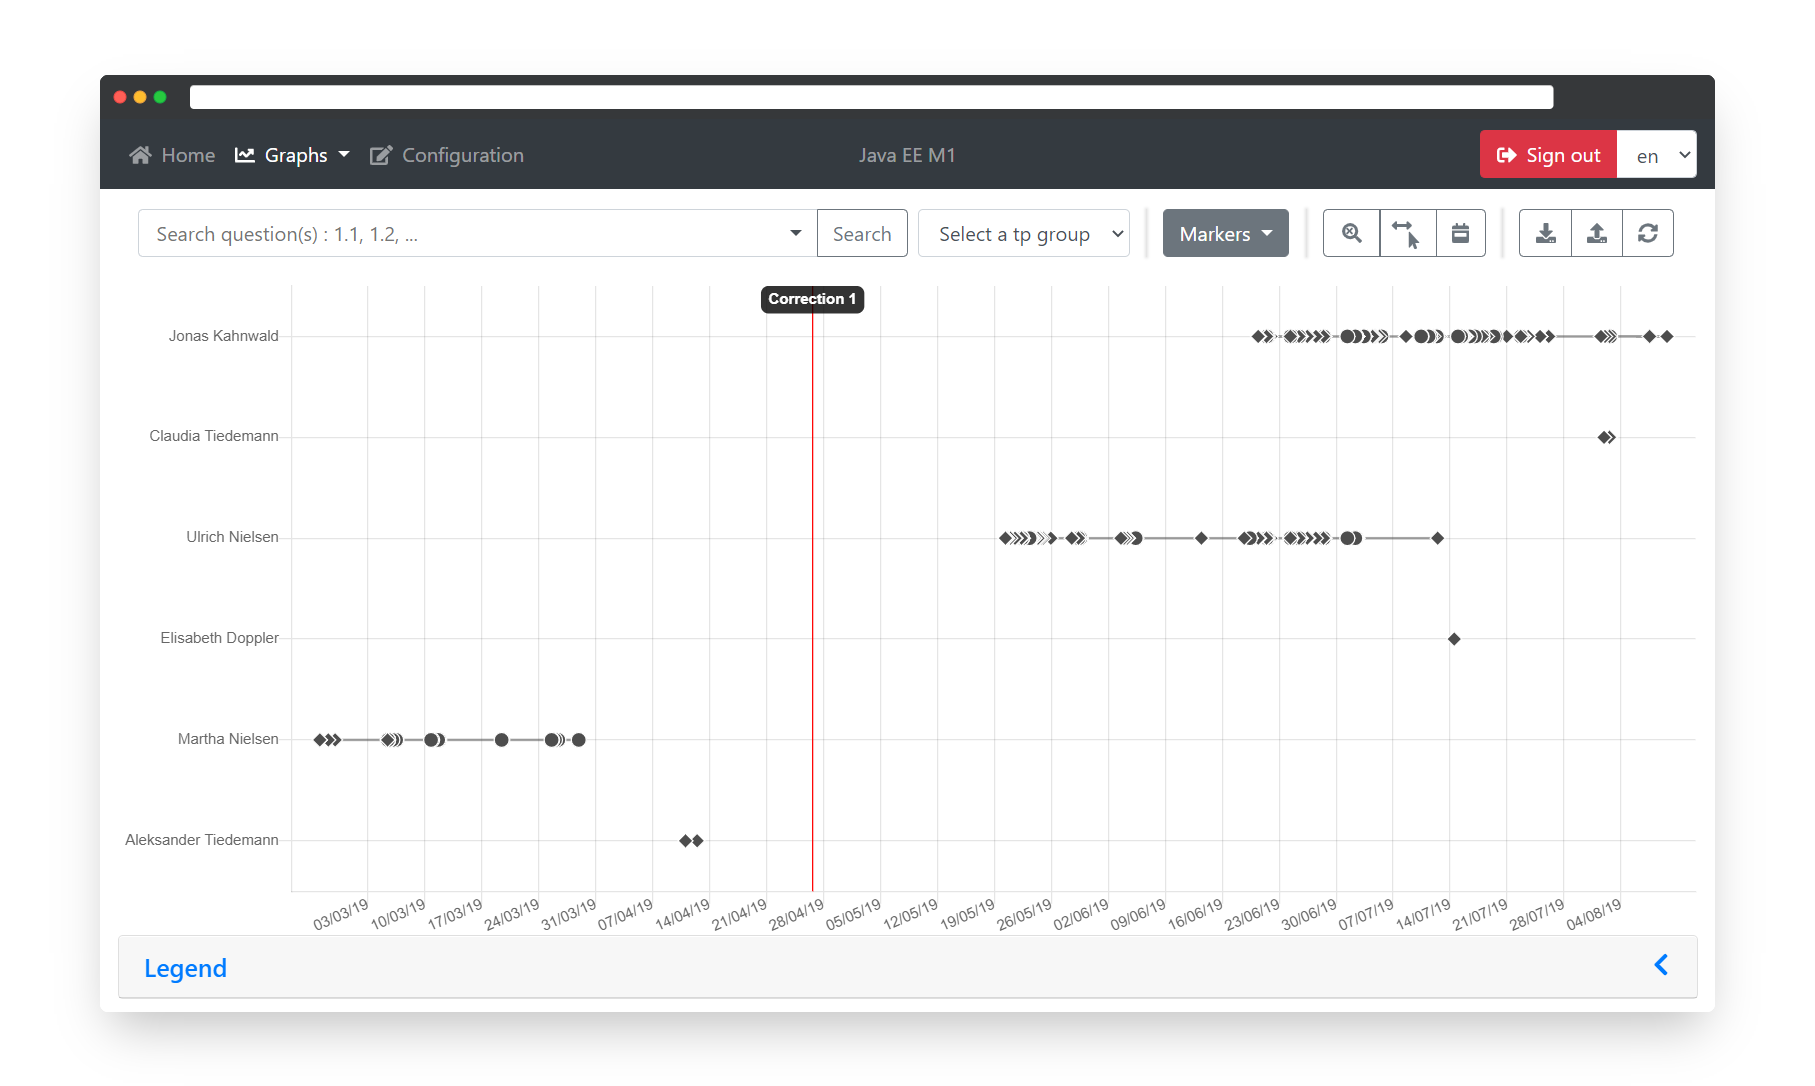 Home Graphs Configuration Java EE M1 Sign out en
Search question(s) : 1.1, 1.2, ... Search Select a tp group Markers
Correction 1
Jonas Kahnwald
Claudia Tiedemann
Ulrich Nielsen
Elisabeth Doppler
Martha Nielsen
Aleksander Tiedemann
03/03/19 10/03/19 17/03/19 24/03/19 31/03/19 07/04/19 14/04/19 21/04/19 28/04/19 05/05/19 12/05/19 19/05/19 26/05/19 02/06/19 09/06/19 16/06/19 23/06/19 30/06/19 07/07/19 14/07/19 21/07/19 28/07/19 04/08/19
Legend